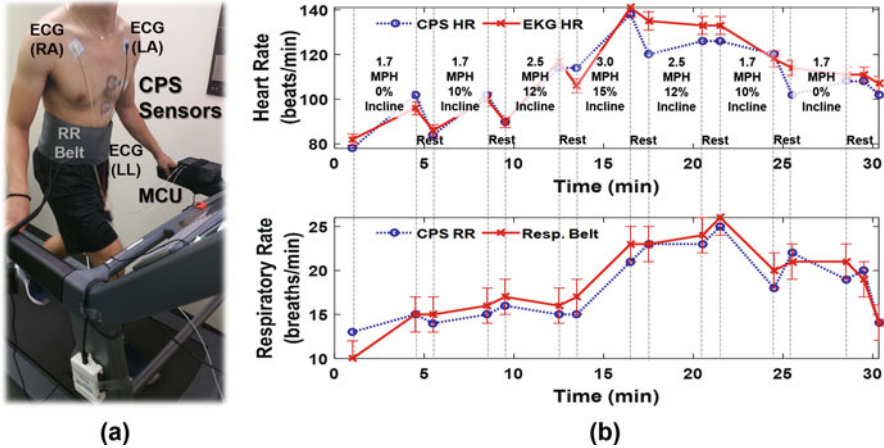 ECG
(RA)
ECG
(LA)
CPS
Sensors
RR
Belt
ECG
(LL)
MCU
(a)
CPS HR
EKG HR
Heart Rate
(beats/min)
140
120
100
80
1.7
MPH
0%
Incline
1.7
MPH
10%
Incline
2.5
MPH
12%
Incline
3.0
MPH
15%
Incline
2.5
MPH
12%
Incline
1.7
MPH
10%
Incline
1.7
MPH
0%
Incline
Rest Rest Rest Rest Rest Rest Rest
0 5 10 15 20 25 30
Time (min)
CPS RR
Resp. Belt
Respiratory Rate
(breaths/min)
25
20
15
10
0 5 10 15 20 25 30
Time (min)
(b)